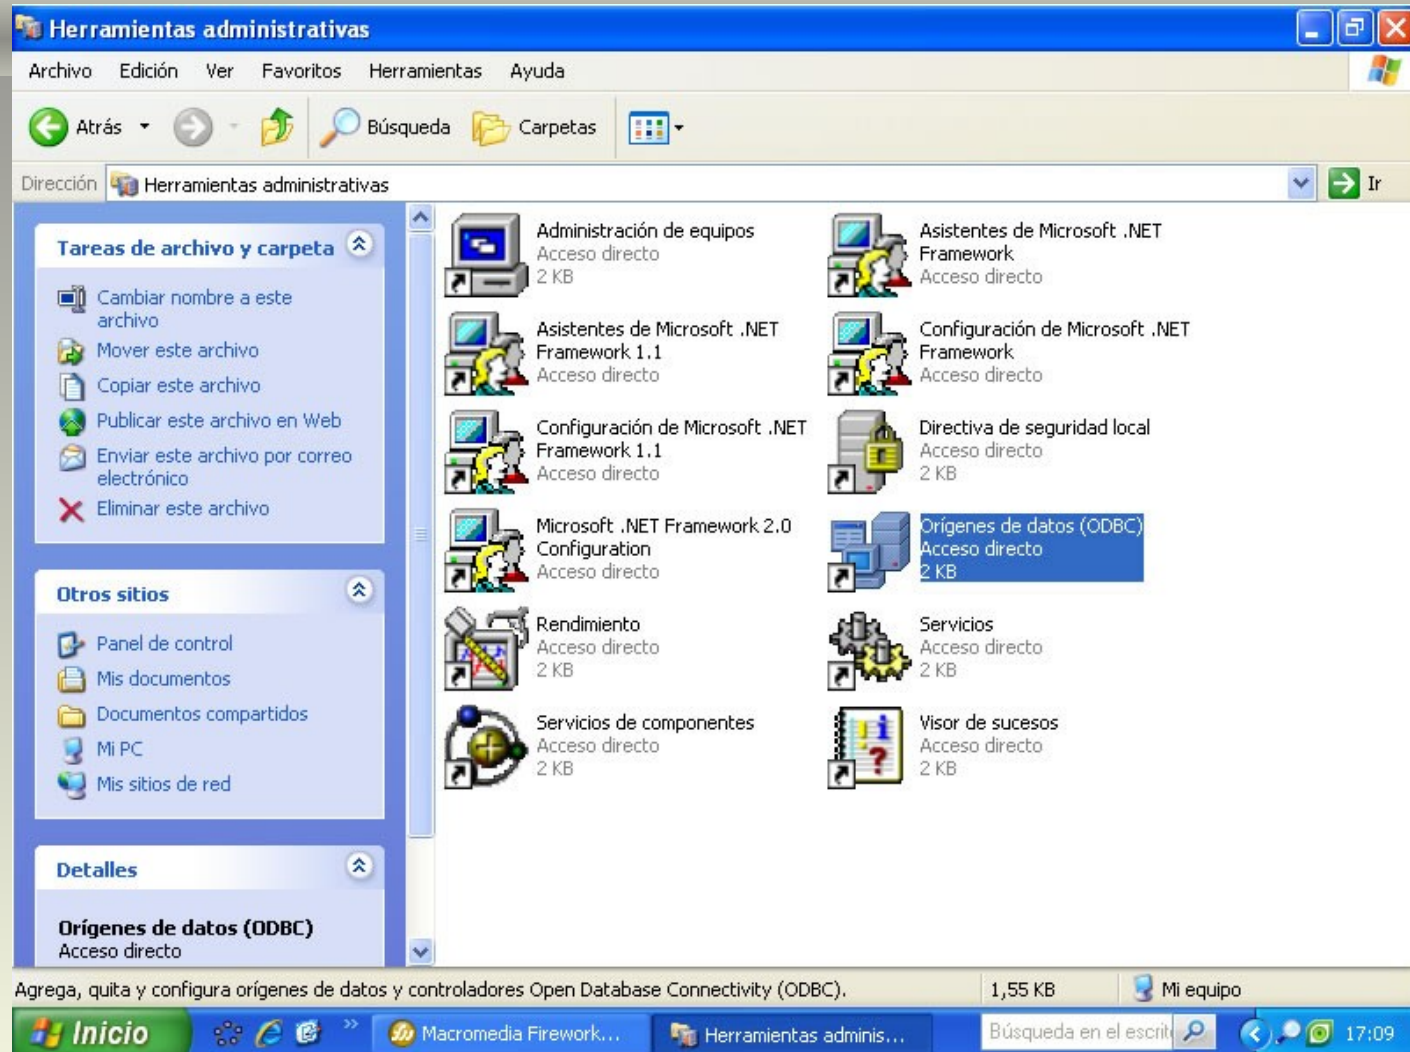 Herramientas administrativas
Archivo Edición Ver Favoritos Herramientas Ayuda
Atrás Búsqueda Carpetas
Dirección Herramientas administrativas Ir
Tareas de archivo y carpeta
Cambiar nombre a este
archivo
Mover este archivo
Copiar este archivo
Publicar este archivo en Web
Enviar este archivo por correo
electrónico
Eliminar este archivo
Otros sitios
Panel de control
Mis documentos
Documentos compartidos
Mi PC
Mis sitios de red
Detalles
Orígenes de datos (ODBC)
Acceso directo
Administración de equipos
Acceso directo
2 KB
Asistentes de Microsoft .NET
Framework
Acceso directo
Asistentes de Microsoft .NET
Framework 1.1
Acceso directo
Configuración de Microsoft .NET
Framework
Acceso directo
Configuración de Microsoft .NET
Framework 1.1
Acceso directo
Directiva de seguridad local
Acceso directo
2 KB
Microsoft .NET Framework 2.0
Configuration
Acceso directo
Orígenes de datos (ODBC)
Acceso directo
2 KB
Rendimiento
Acceso directo
2 KB
Servicios
Acceso directo
2 KB
Servicios de componentes
Acceso directo
2 KB
Visor de sucesos
Acceso directo
2 KB
Agrega, quita y configura orígenes de datos y controladores Open Database Connectivity (ODBC). 1,55 KB Mi equipo
Inicio Macromedia Firework... Herramientas adminis... Búsqueda en el escrit 17:09